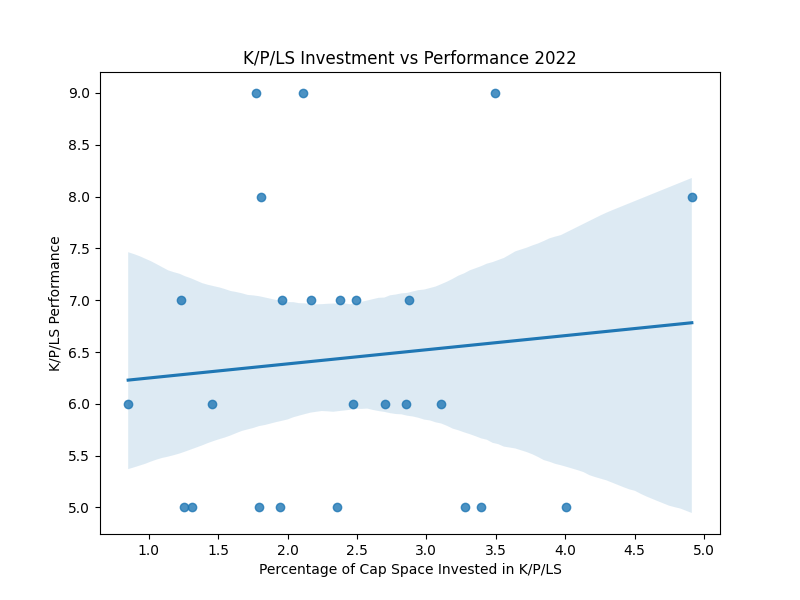 K/P/LS Investment vs Performance 2022
9.0
8.5
8.0
7.5
7.0
6.5
6.0
5.5
5.0
K/P/LS Performance
1.0 1.5 2.0 2.5 3.0 3.5 4.0 4.5 5.0
Percentage of Cap Space Invested in K/P/LS